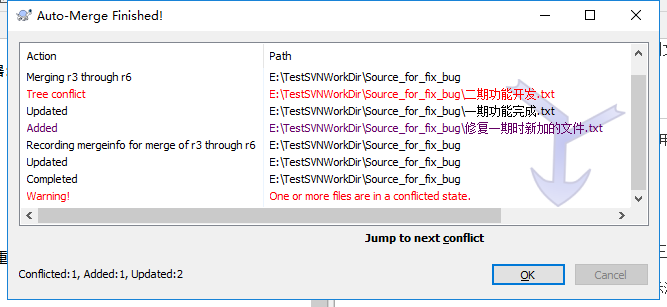 Auto-Merge Finished!
Action Path
Merging r3 through r6 E:\TestSVNWorkDir\Source_for_fix_bug
Tree conflict E:\TestSVNWorkDir\Source_for_fix_bug\二期功能开发.txt
Updated E:\TestSVNWorkDir\Source_for_fix_bug\一期功能完成.txt
Added E:\TestSVNWorkDir\Source_for_fix_bug\修复一期时新加的文件.txt
Recording mergeinfo for merge of r3 through r6 E:\TestSVNWorkDir\Source_for_fix_bug
Updated E:\TestSVNWorkDir\Source_for_fix_bug
Completed E:\TestSVNWorkDir\Source_for_fix_bug
Warning! One or more files are in a conflicted state.
Jump to next conflict
Conflicted:1, Added:1, Updated:2
OK Cancel